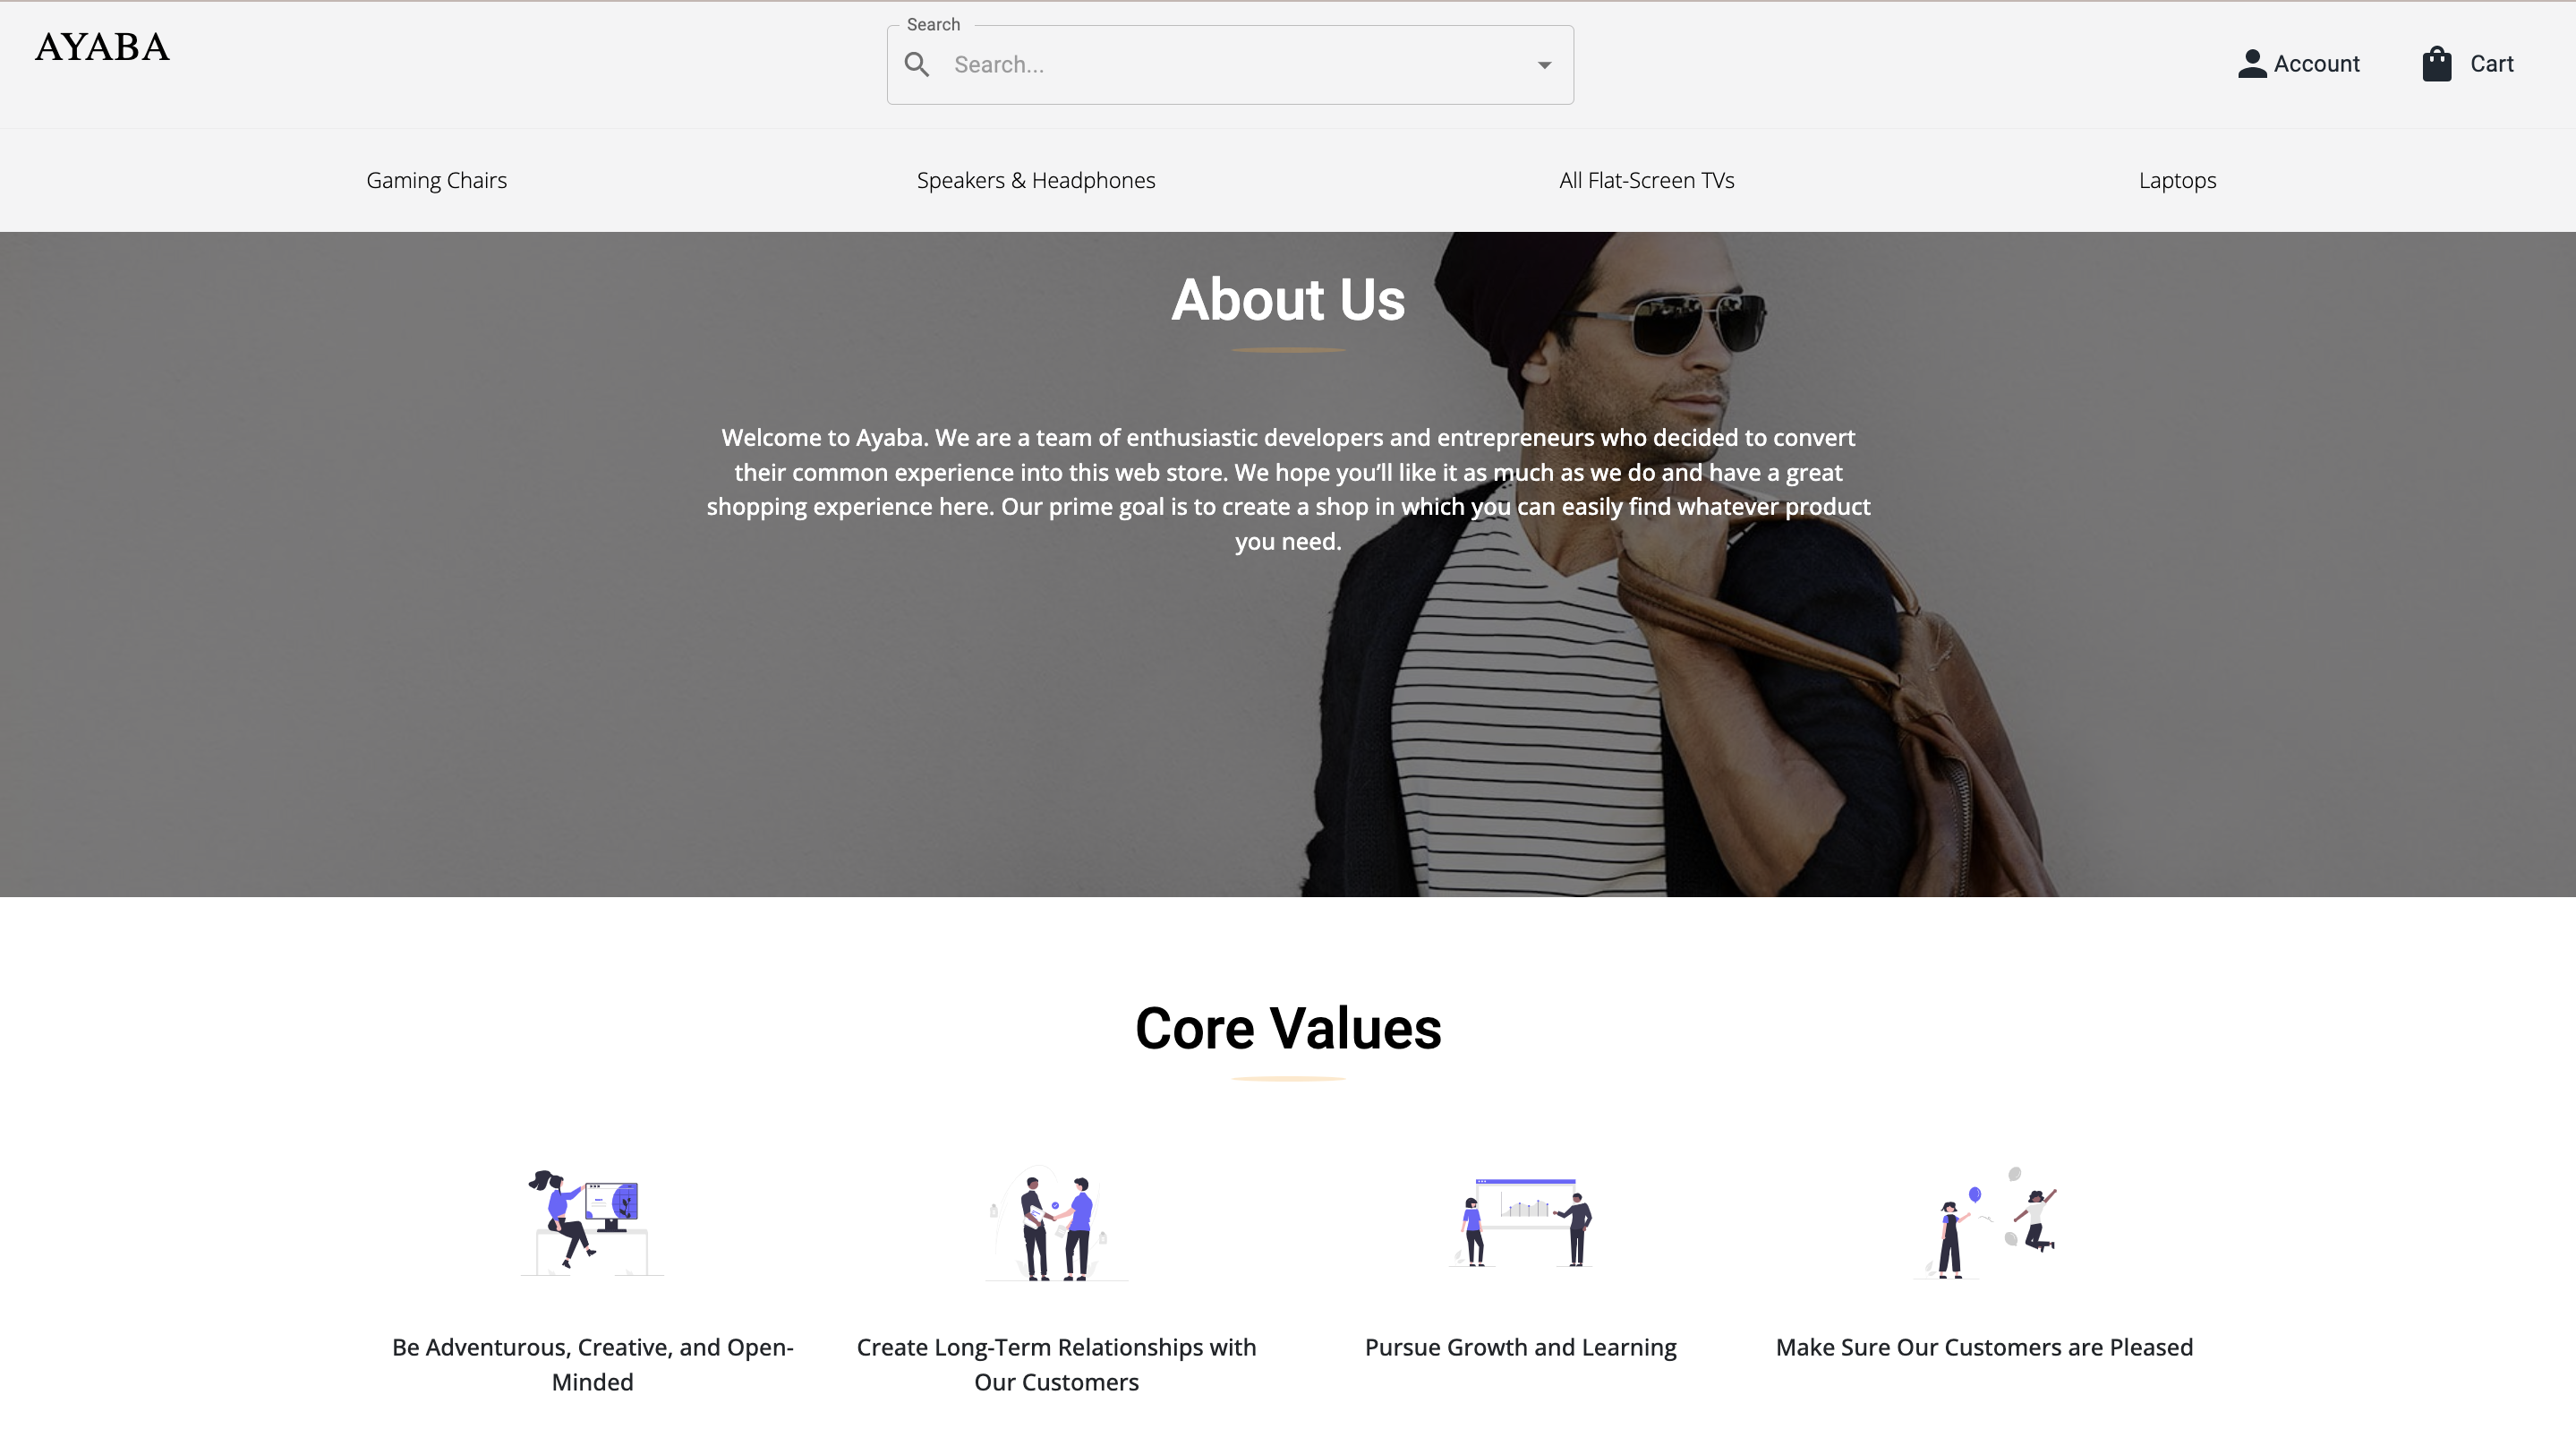 AYABA
Search
Search...
Account
Cart
Gaming Chairs
Speakers & Headphones
All Flat-Screen TVs
Laptops
About Us
Welcome to Ayaba. We are a team of enthusiastic developers and entrepreneurs who decided to convert
their common experience into this web store. We hope you’ll like it as much as we do and have a great
shopping experience here. Our prime goal is to create a shop in which you can easily find whatever product
you need.
Core Values
Be Adventurous, Creative, and Open-
Minded
Create Long-Term Relationships with
Our Customers
Pursue Growth and Learning
Make Sure Our Customers are Pleased